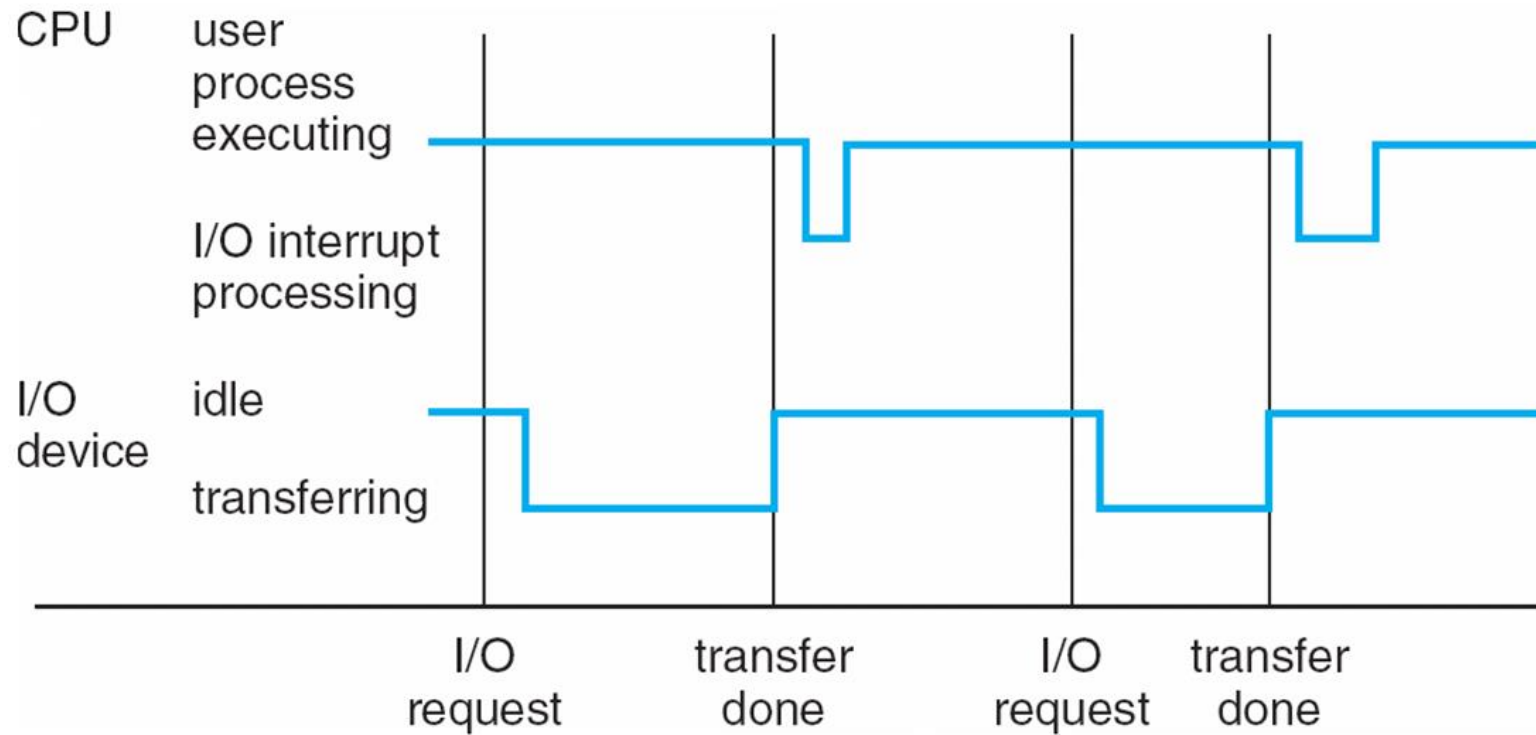 CPU
user
process
executing
I/O interrupt
processing
I/O
device
idle
transferring
I/O
request
transfer
done
I/O
request
transfer
done